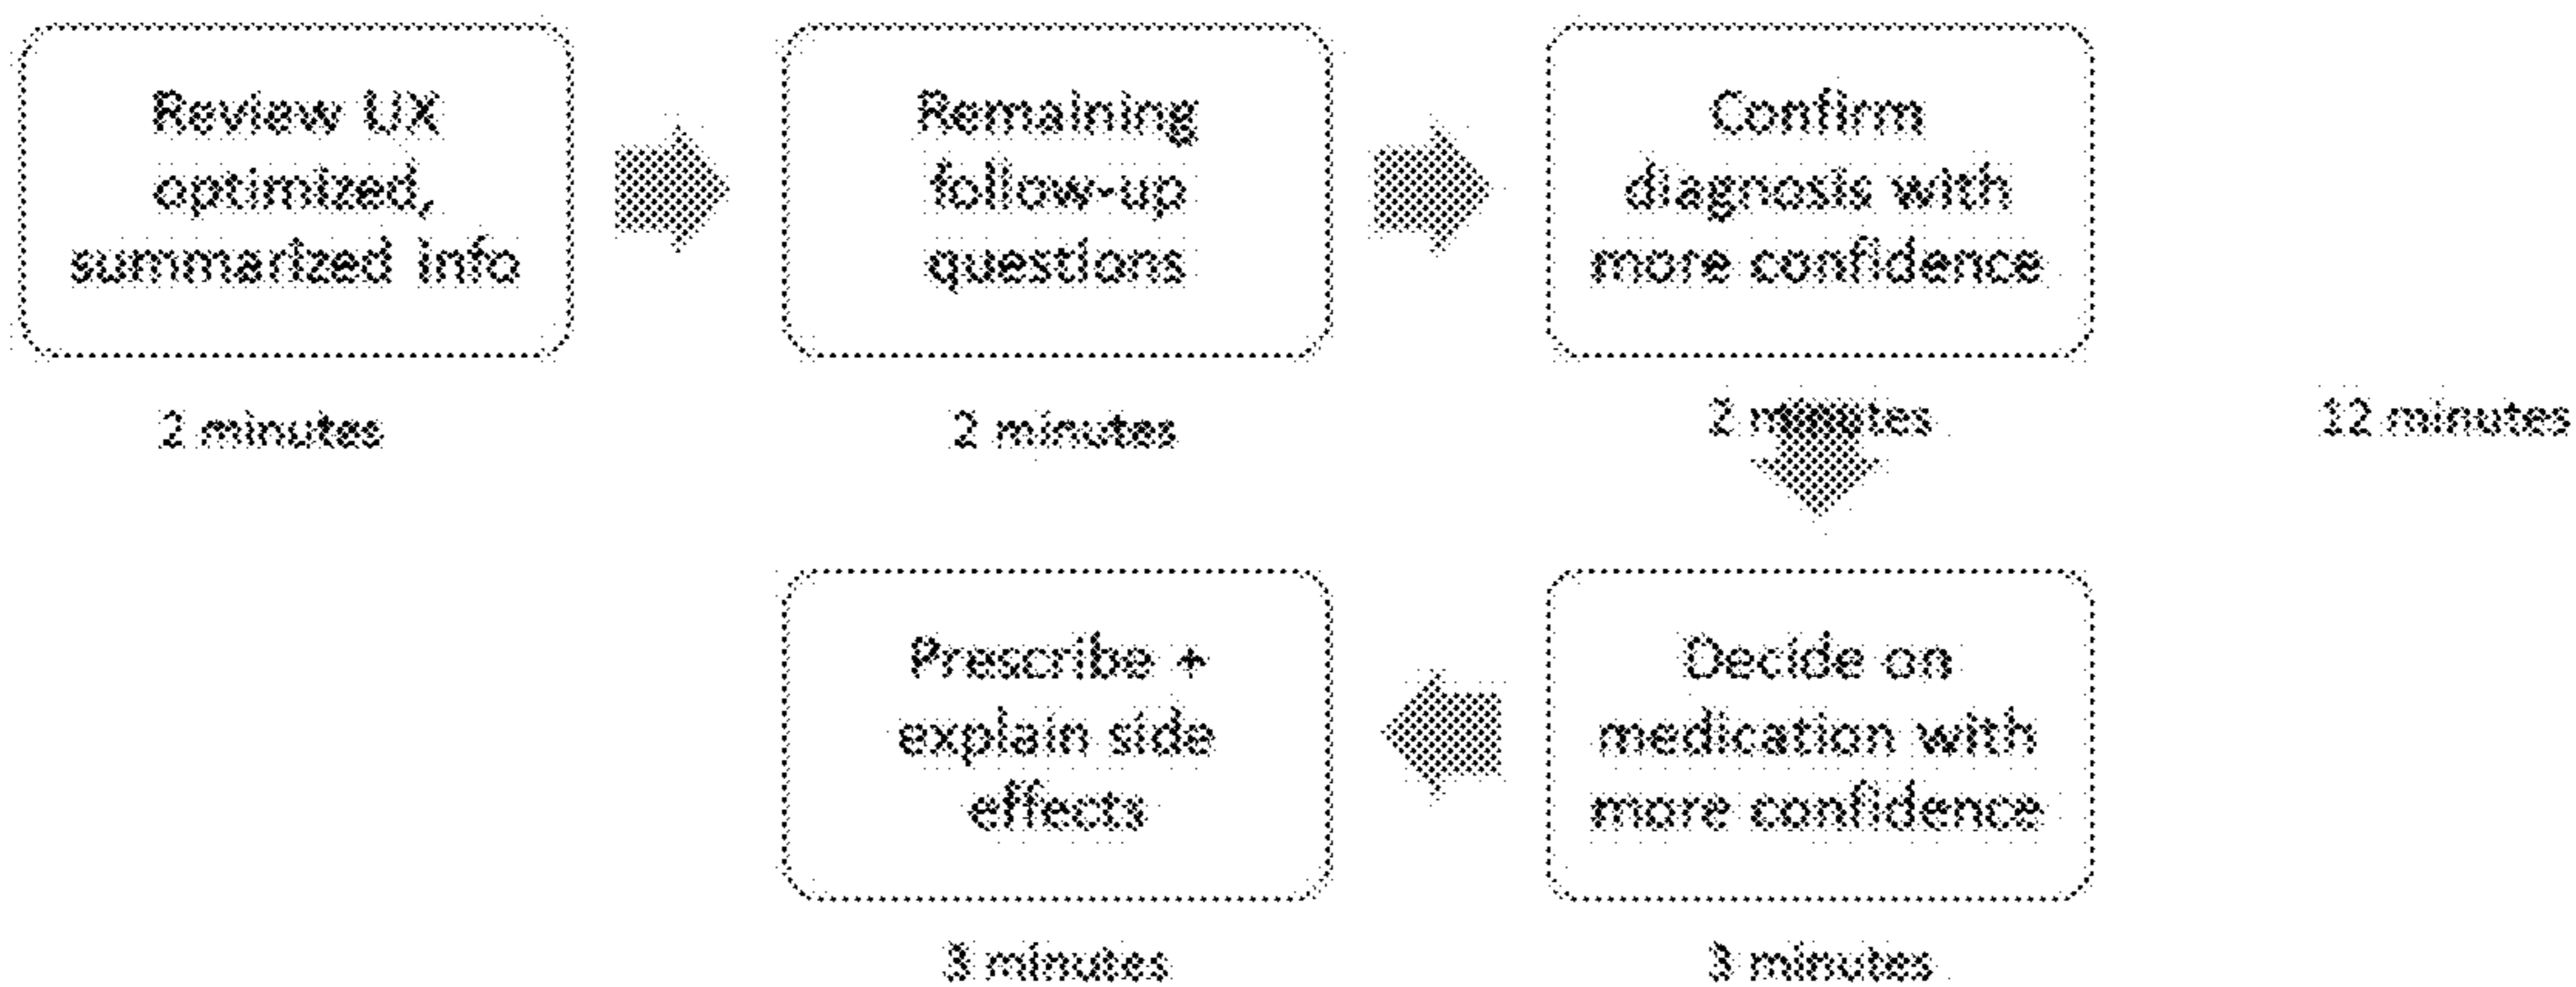 Review UX
optimized,
summarized info
2 minutes
Remaining
follow-up
questions
2 minutes
Confirm
diagnosis with
more confidence
2 minutes
12 minutes
Decide on
medication with
more confidence
3 minutes
Prescribe +
explain side
effects
3 minutes